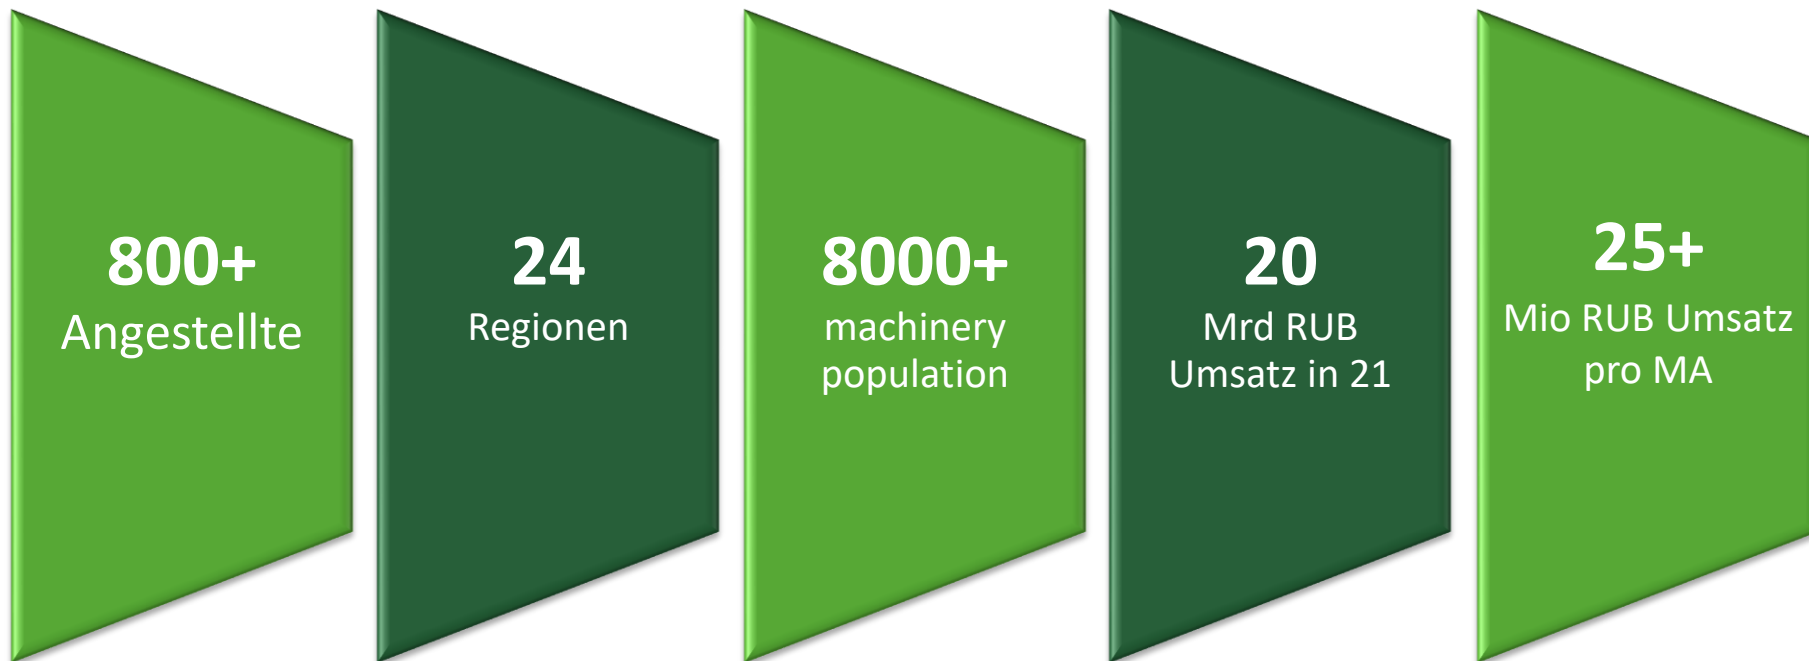 800+
Angestellte
24
Regionen
8000+
machinery
population
20
Mrd RUB
Umsatz in 21
25+
Mio RUB Umsatz
pro MA